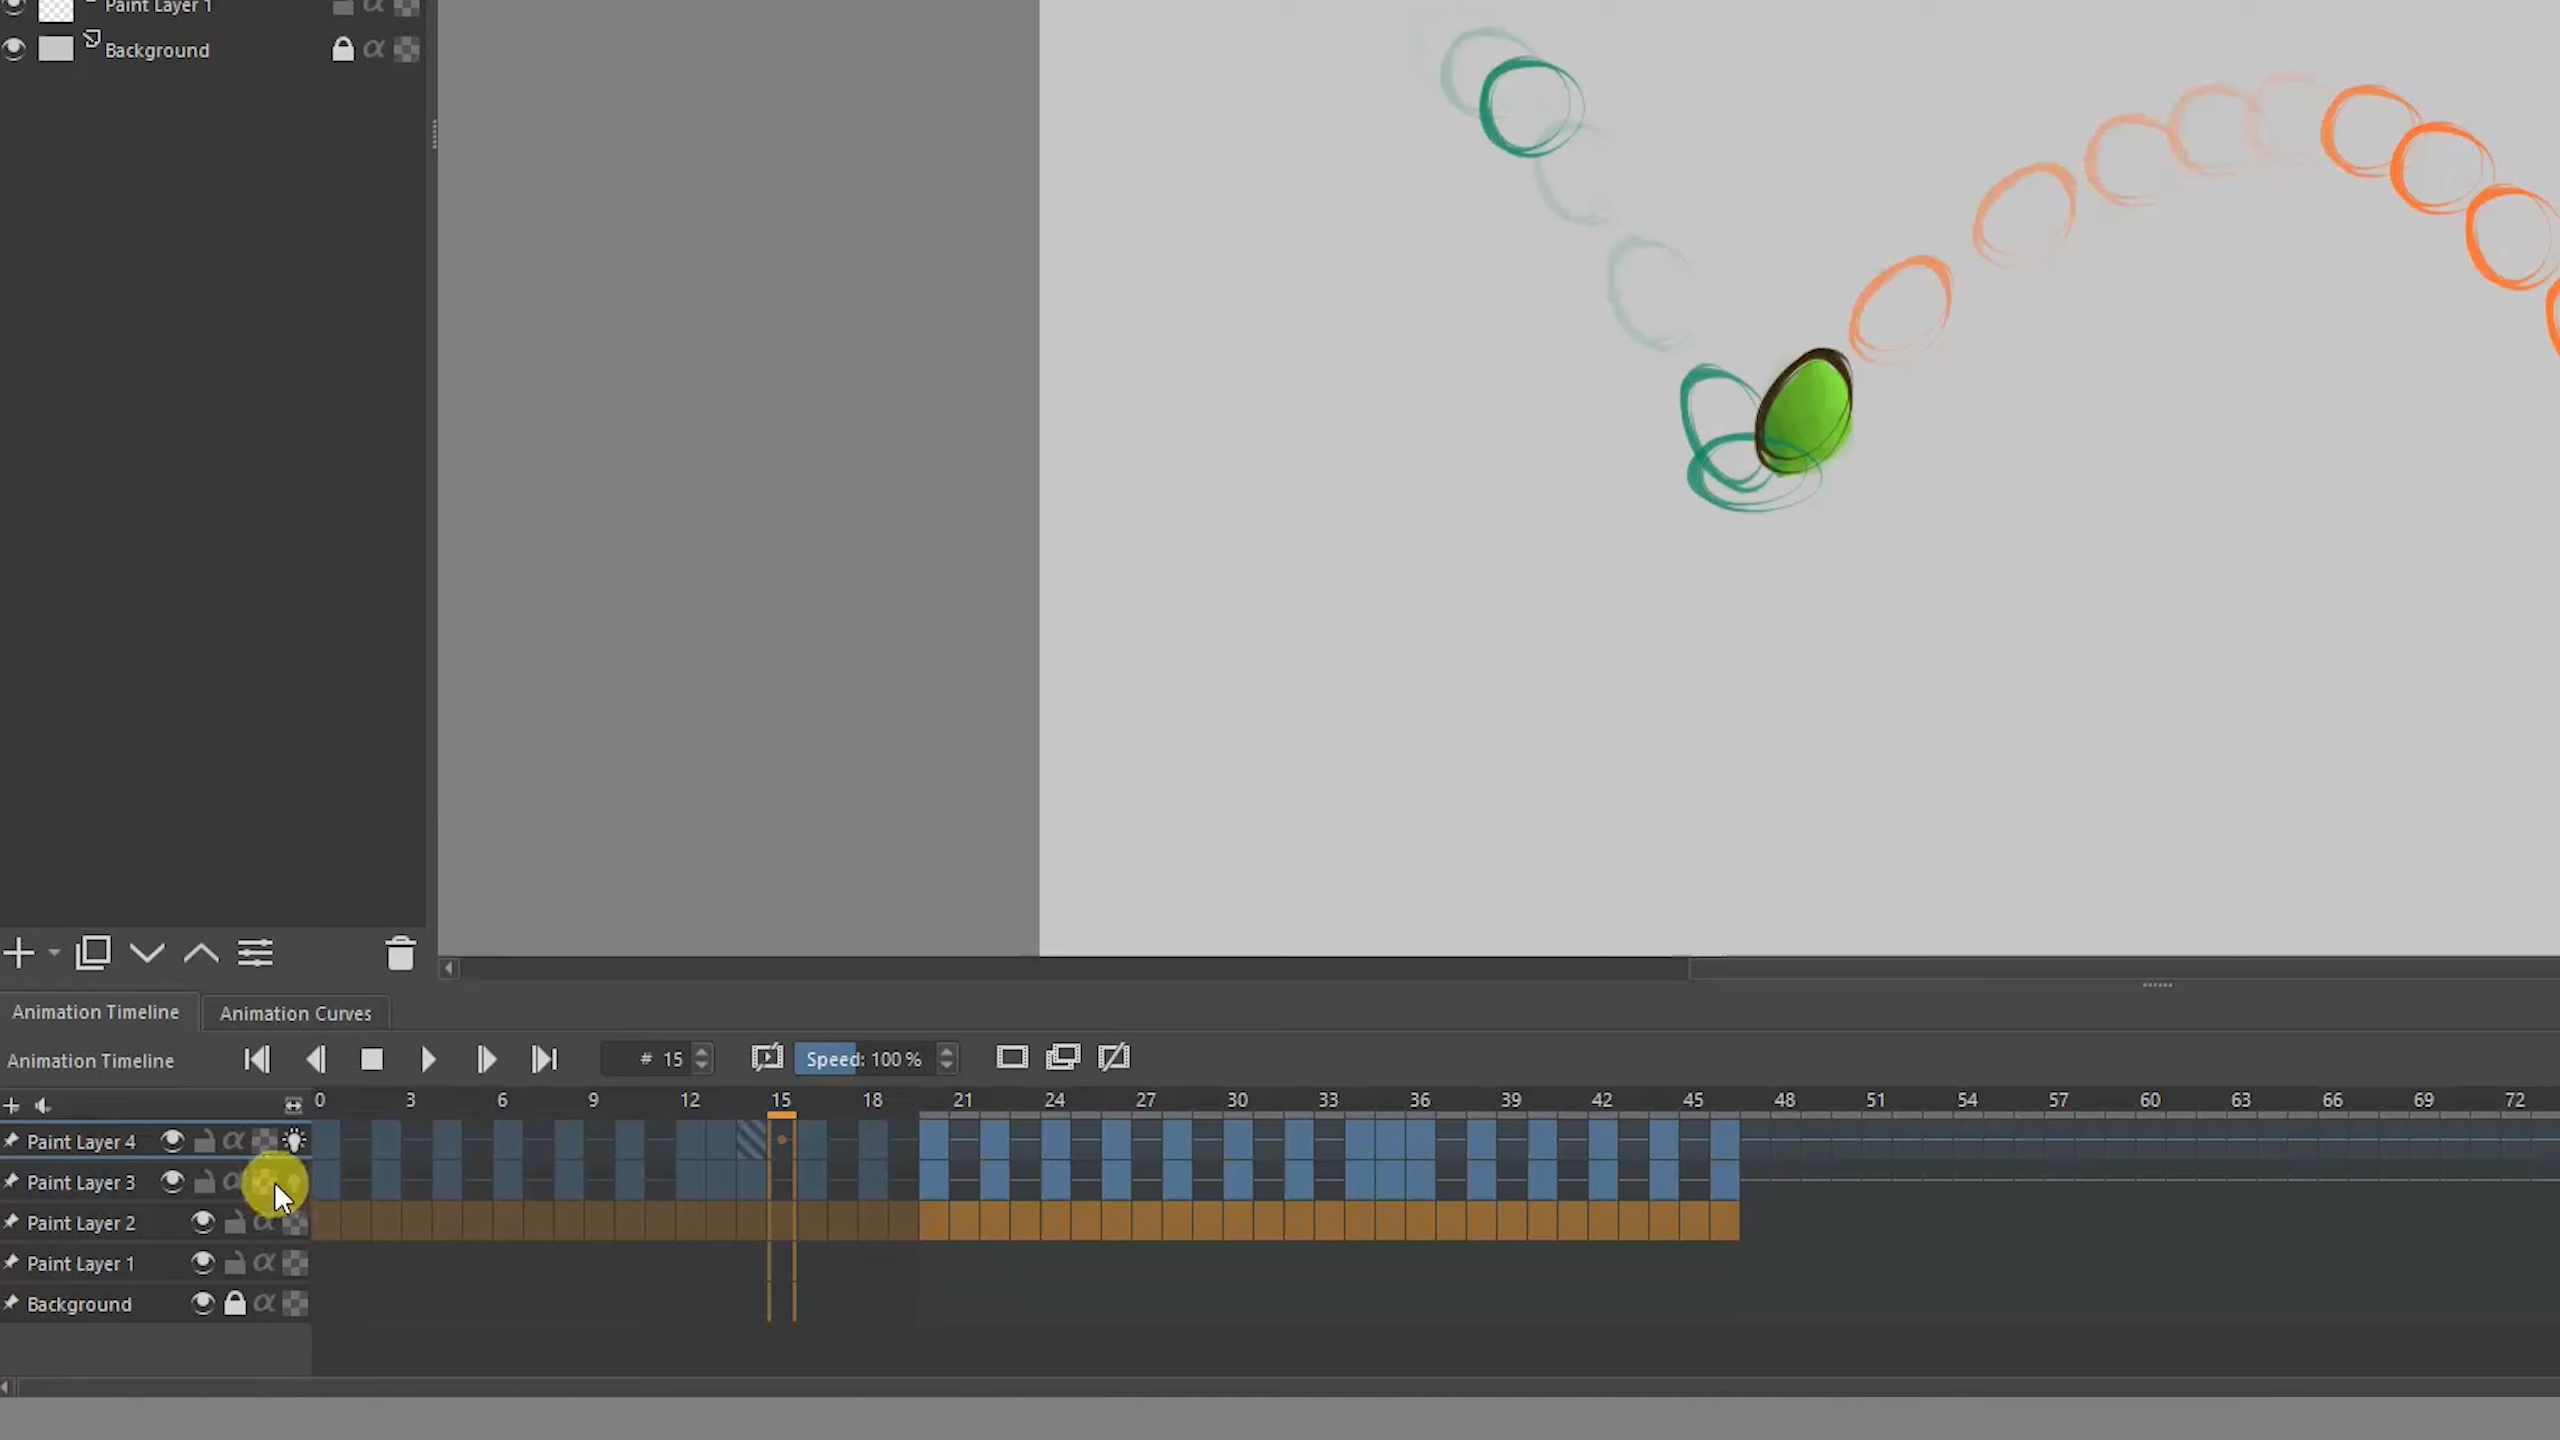 Paint Layer 1
α
Background
α
Animation Timeline
Animation Curves
Animation Timeline
# 15
Speed: 100 %
0 3 6 9 12 15 18 21 24 27 30 33 36 39 42 45 48 51 54 57 60 63 66 69 72
Paint Layer 4
α
Paint Layer 3
α
Paint Layer 2
α
Paint Layer 1
α
Background
α